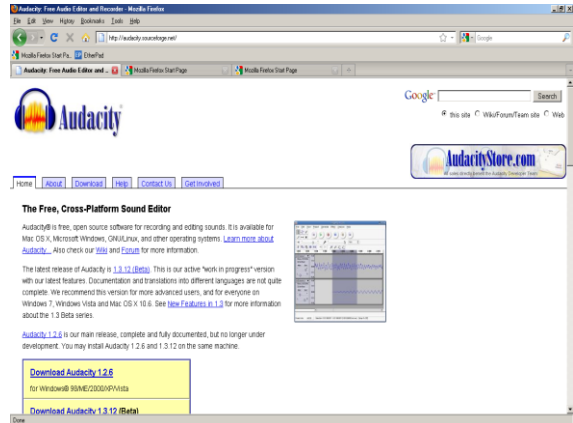 Audacity: Free Audio Editor and Recorder - Mozilla Firefox
File Edit View History Bookmarks Tools Help
http://audacity.sourceforge.net/
Google
Mozilla Firefox Start Pa... EtherPad
Audacity: Free Audio Editor and ... Mozilla Firefox Start Page Mozilla Firefox Start Page
Google Search
this site Wiki/Forum/Team site Web
Audacity
AudacityStore.com
Home About Download Help Contact Us Get Involved
The Free, Cross-Platform Sound Editor
Audacity® is free, open source software for recording and editing sounds. It is available for
Mac OS X, Microsoft Windows, GNU/Linux, and other operating systems. Learn more about
Audacity... Also check our Wiki and Forum for more information.
The latest release of Audacity is 1.3.12 (Beta). This is our active "work in progress" version
with our latest features. Documentation and translations into different languages are not quite
complete. We recommend this version for more advanced users, and for everyone on
Windows 7, Windows Vista and Mac OS X 10.6. See New Features in 1.3 for more information
about the 1.3 Beta series.
Audacity 1.2.6 is our main release, complete and fully documented, but no longer under
development. You may install Audacity 1.2.6 and 1.3.12 on the same machine.
Download Audacity 1.2.6
for Windows® 98/ME/2000/XP/Vista
Download Audacity 1.3.12 (Beta)
Done